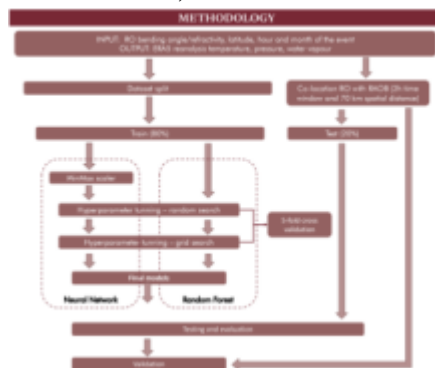 METHODOLOGY
INPUT: RO bending angle/refractivity, latitude, hour and month of the event
OUTPUT: ERA5 reanalysis temperature, pressure, water vapour
Dataset split
Co-location RO with RAOB (3h time
window and 70 km spatial distance)
Train (80%)
Test (20%)
MinMax scaler
Hyperparameter tunning – random search
5-fold-cross
validation
Hyperparameter tunning – grid search
Final models
Neural Network
Random Forest
Testing and evaluation
Validation